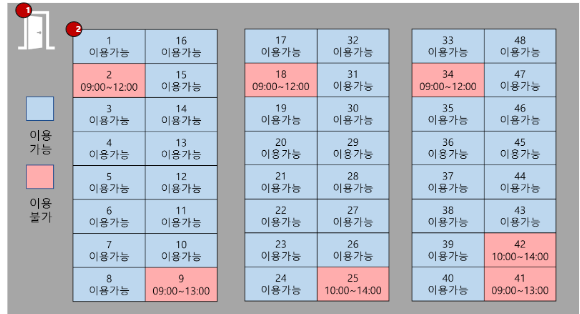 1
2
이용
가능
이용
불가
1
이용가능
16
이용가능
2
09:00~12:00
15
이용가능
3
이용가능
14
이용가능
4
이용가능
13
이용가능
5
이용가능
12
이용가능
6
이용가능
11
이용가능
7
이용가능
10
이용가능
8
이용가능
9
09:00~13:00
17
이용가능
32
이용가능
18
09:00~12:00
31
이용가능
19
이용가능
30
이용가능
20
이용가능
29
이용가능
21
이용가능
28
이용가능
22
이용가능
27
이용가능
23
이용가능
26
이용가능
24
이용가능
25
10:00~14:00
33
이용가능
48
이용가능
34
09:00~12:00
47
이용가능
35
이용가능
46
이용가능
36
이용가능
45
이용가능
37
이용가능
44
이용가능
38
이용가능
43
이용가능
39
이용가능
42
10:00~14:00
40
이용가능
41
09:00~13:00